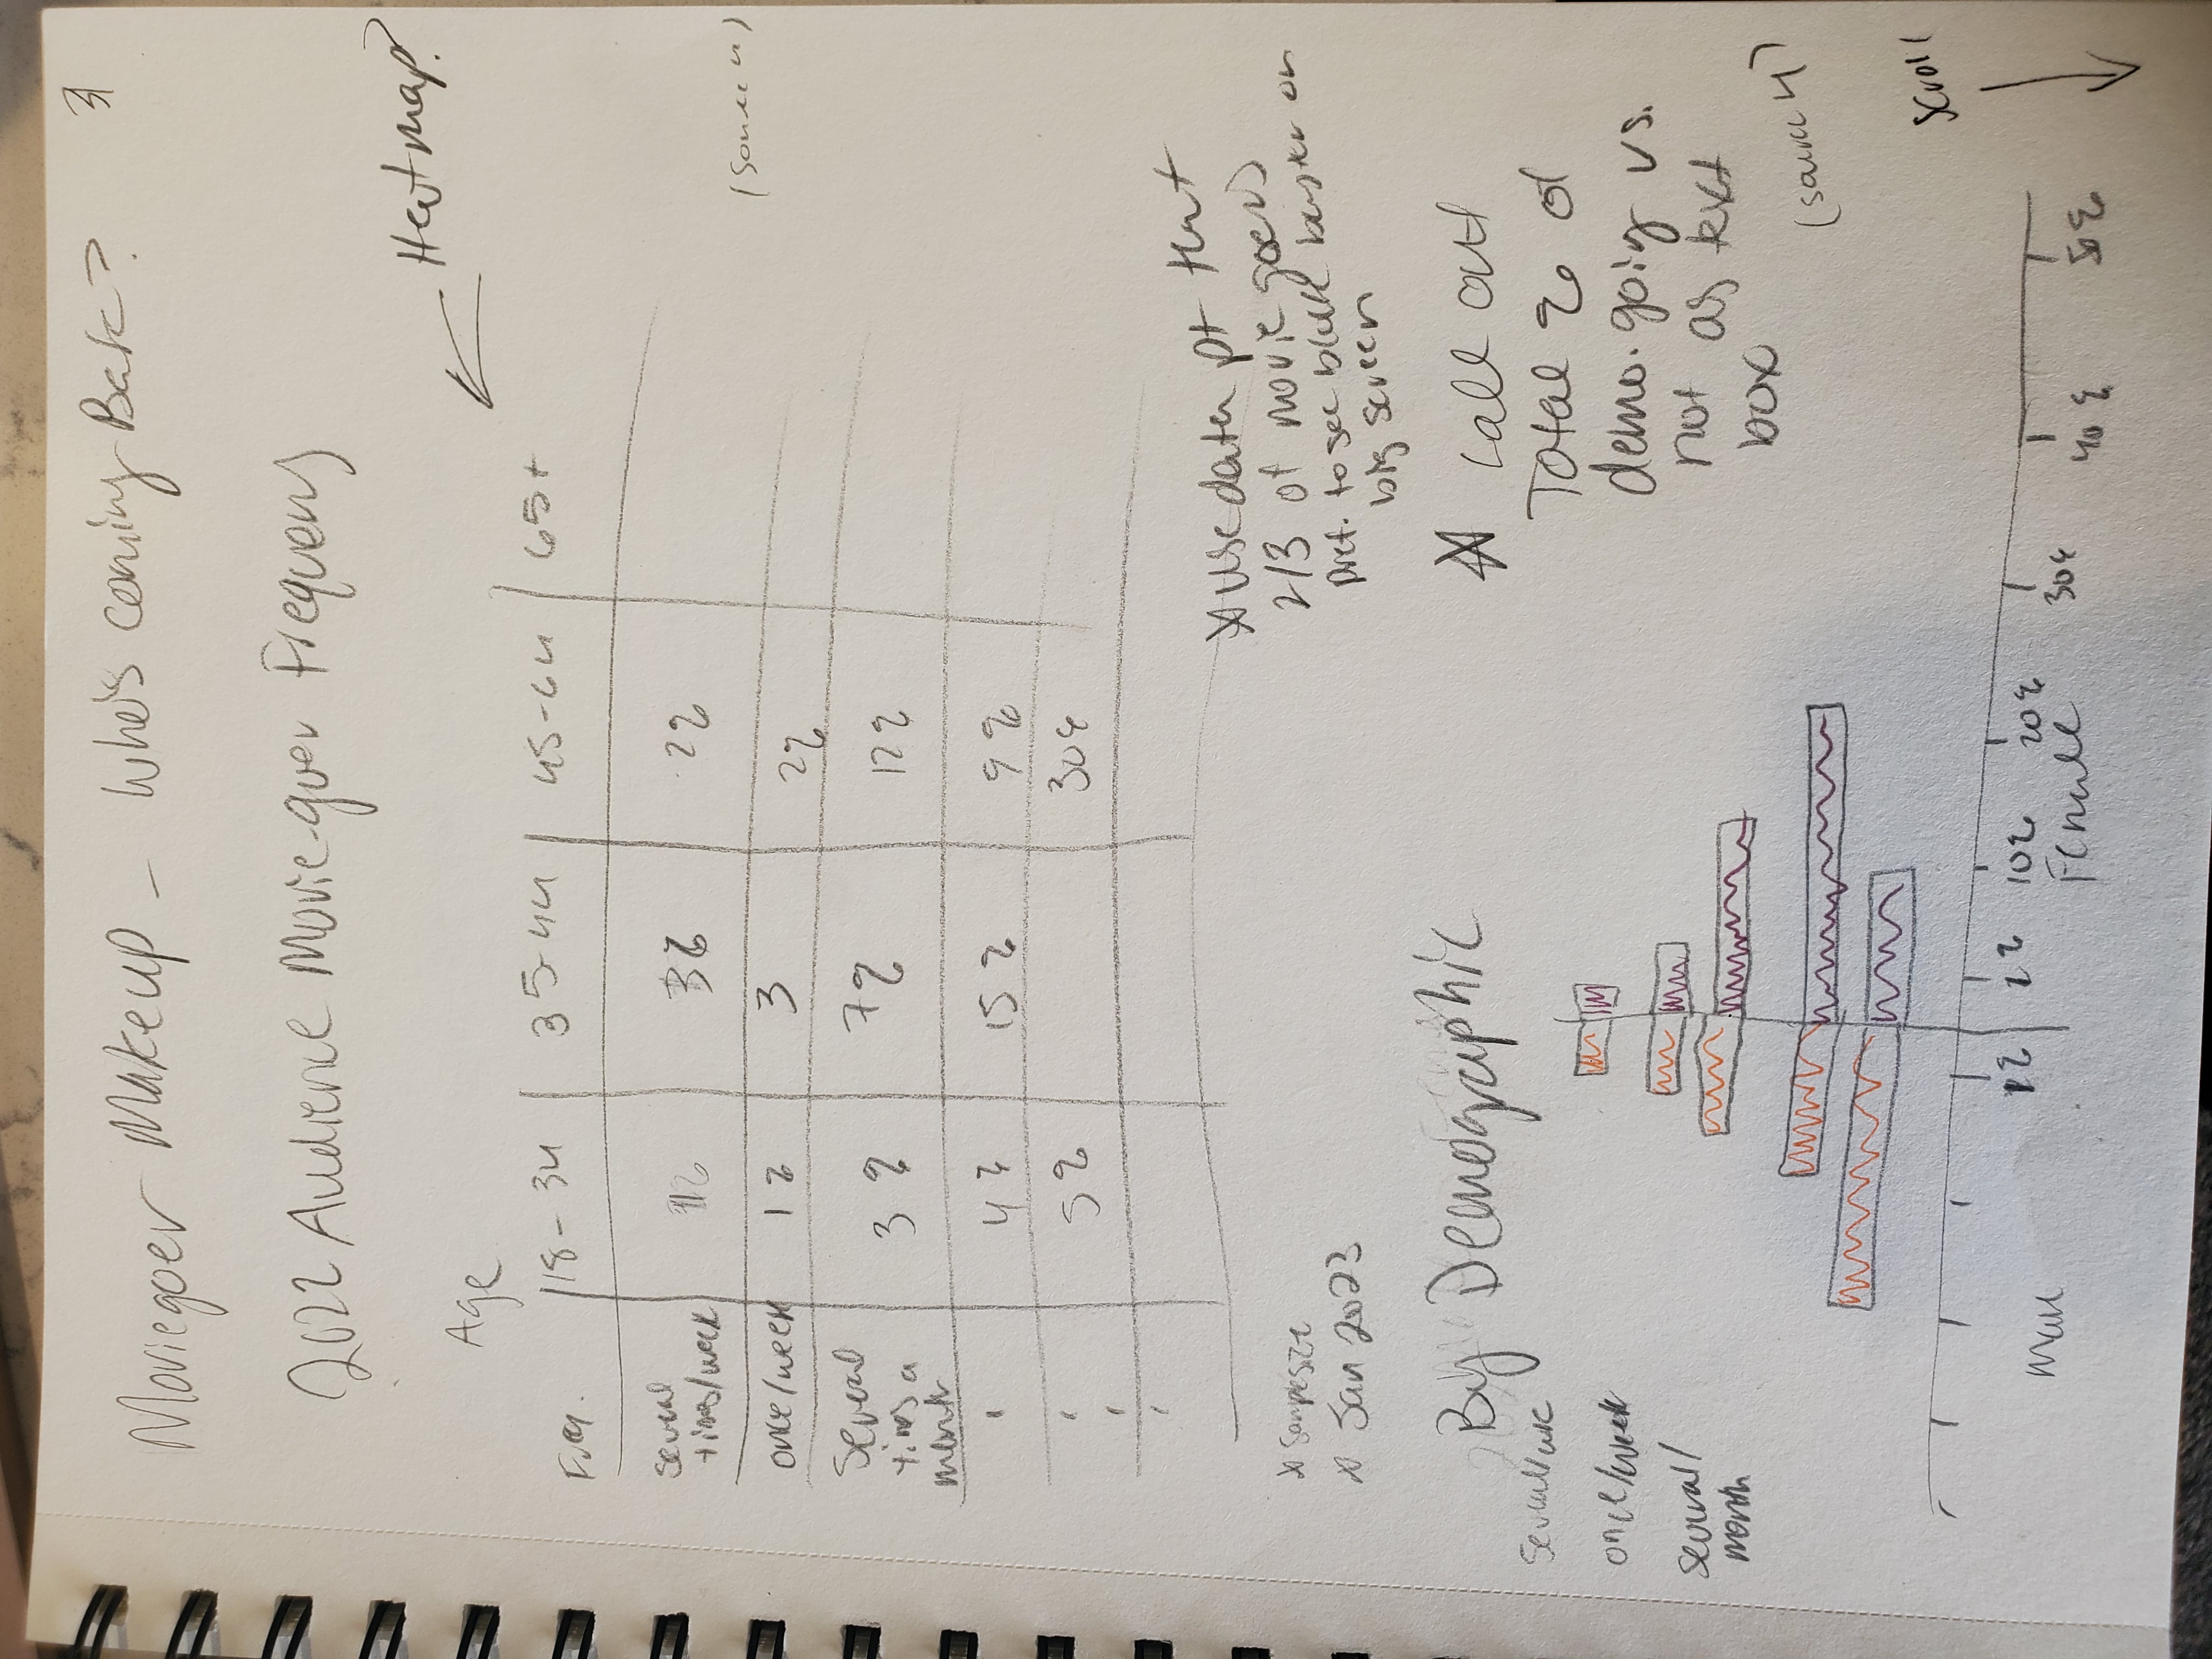 3
Moviegoer Makeup - Who's Coming Back?
2022 Audience Movie-goer Frequency
Heatmap?
Age
Freq. 18-34 35-44 45-64 65+
Several
times/week 1% 3% 2%
(Source 4)
once/week 1% 3 2%
Several
times a
month 3% 7% 12%
4% 15% 9%
5% 30%
* Use data pt that
2/3 of movie goers
pref. to see block buster on
big screen
* Sample size
* Jan 2023
By Demographic
Several/wk
once/week
several/
month
* Call out
Total % of
demo. going vs.
not as text
box
(source 4)
Scroll
1% 1% 10% 20% 30% 40% 50%
Male Female